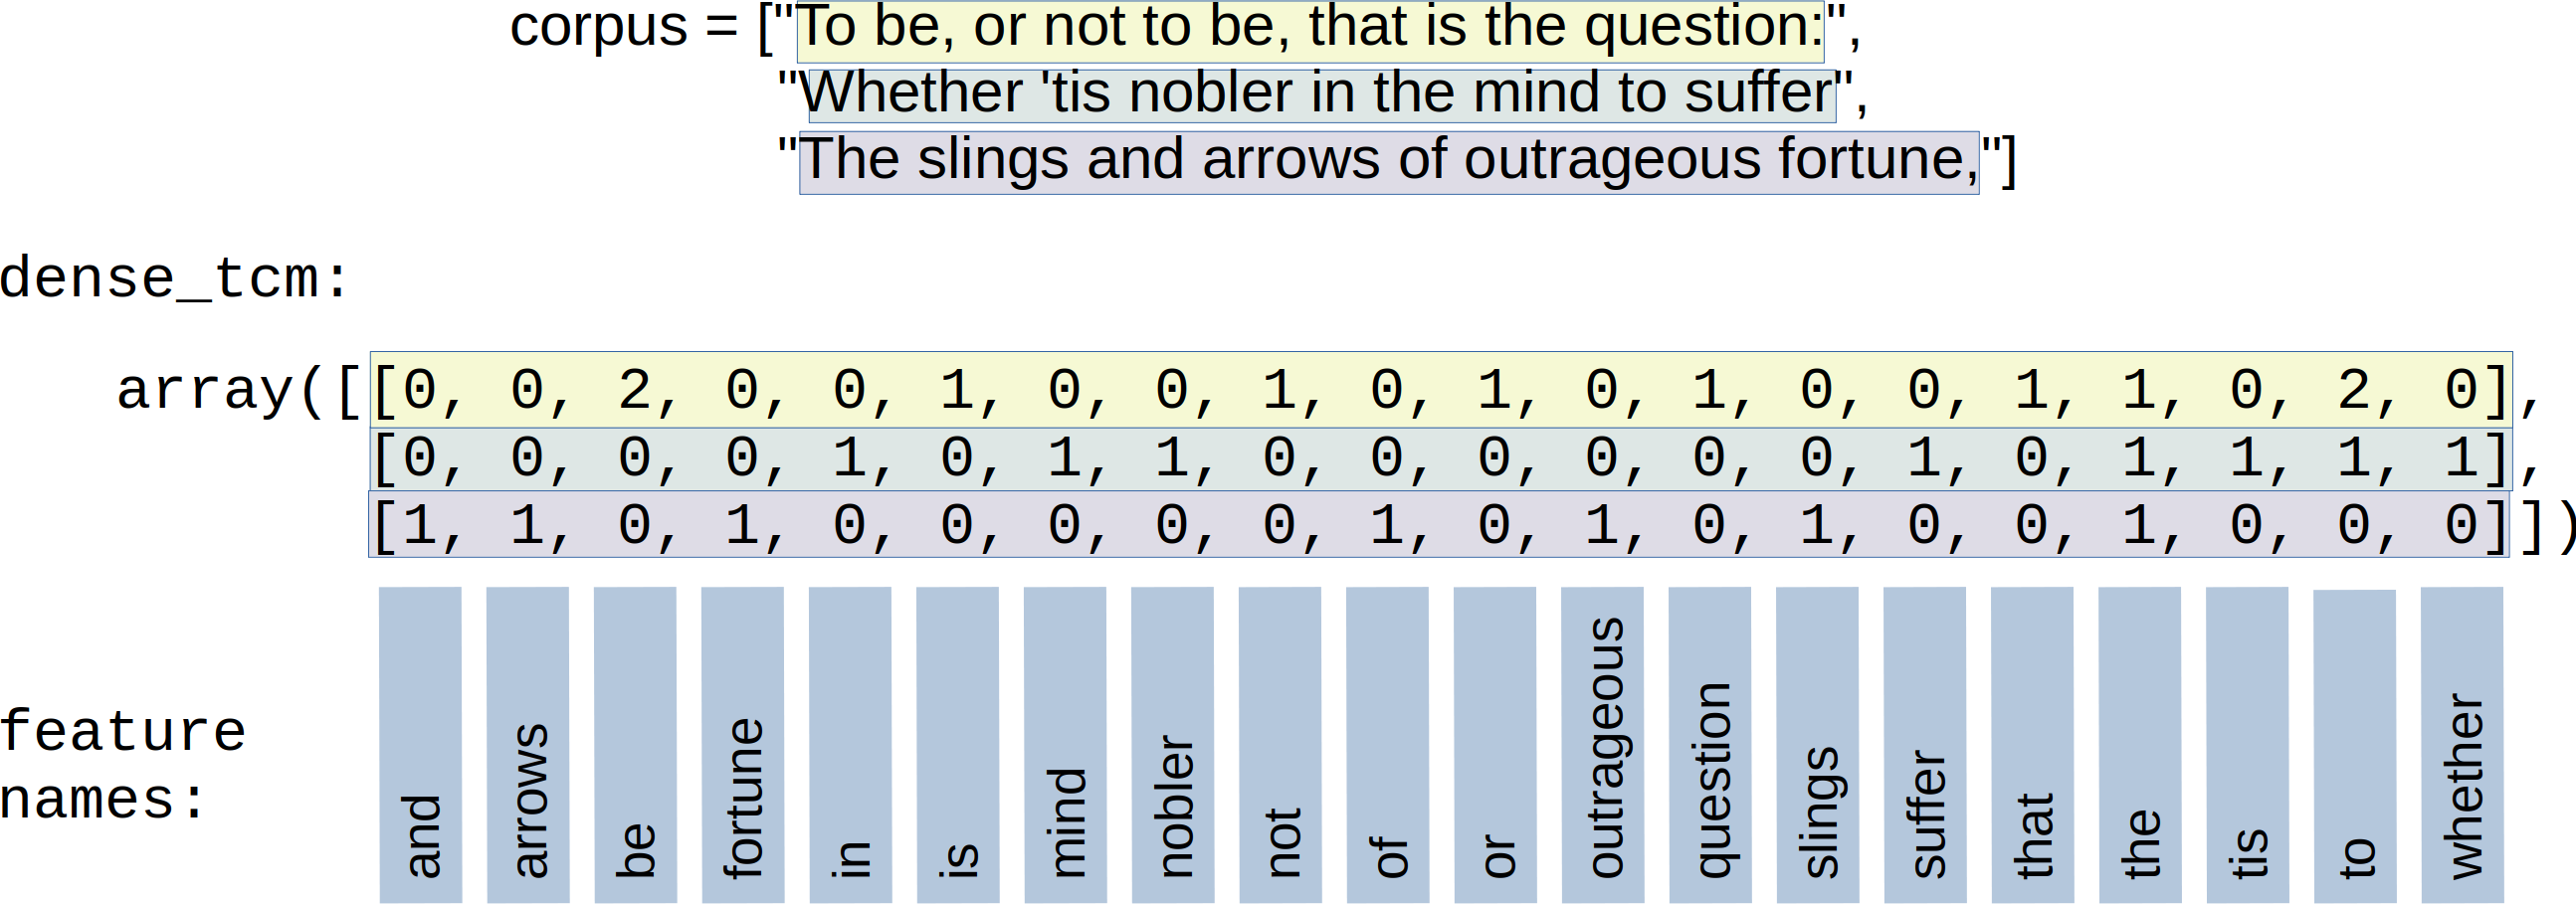 corpus = ["To be, or not to be, that is the question:",
"Whether 'tis nobler in the mind to suffer",
"The slings and arrows of outrageous fortune,"]
dense_tcm:
array([[0, 0, 2, 0, 0, 1, 0, 0, 1, 0, 1, 0, 1, 0, 0, 1, 1, 0, 2, 0],
[0, 0, 0, 0, 1, 0, 1, 1, 0, 0, 0, 0, 0, 0, 1, 0, 1, 1, 1, 1],
[1, 1, 0, 1, 0, 0, 0, 0, 0, 1, 0, 1, 0, 1, 0, 0, 1, 0, 0, 0]])
feature
names:
and
arrows
be
fortune
in
is
mind
nobler
not
of
or
outrageous
question
slings
suffer
that
the
tis
to
whether